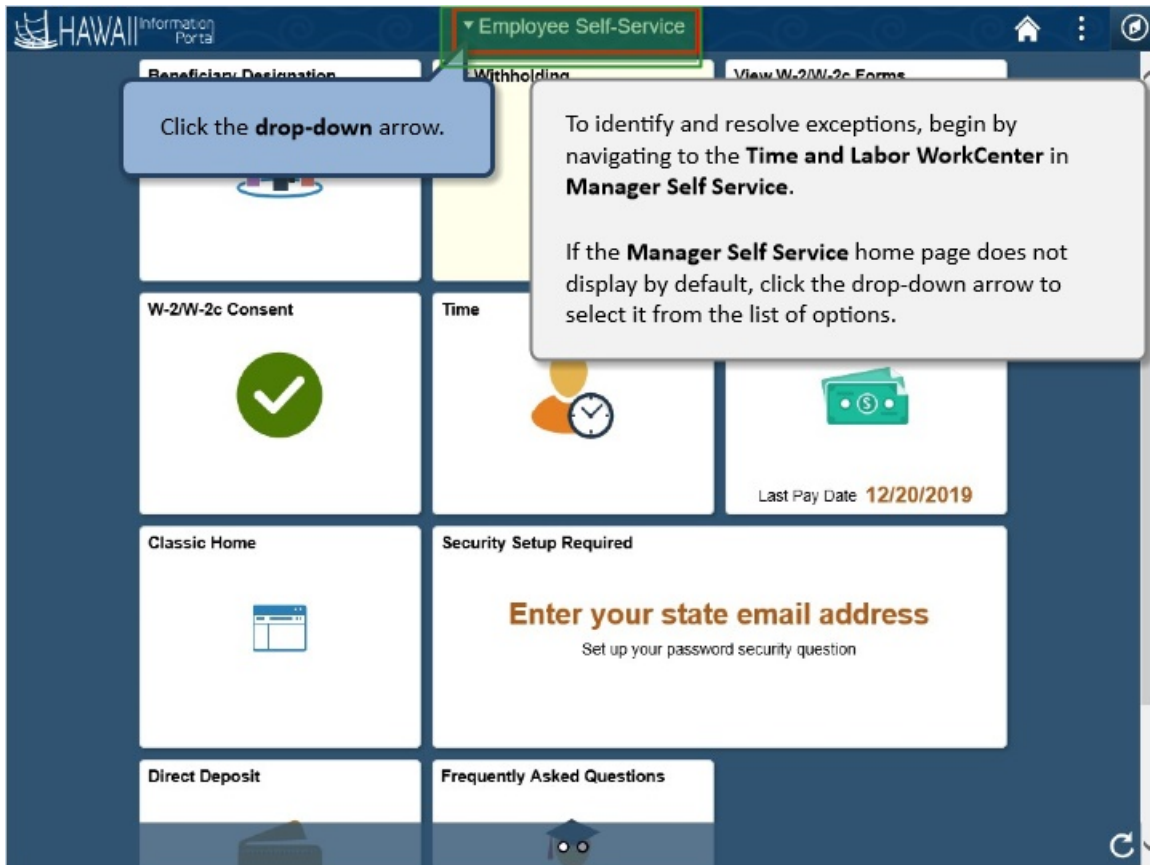 HAWAII Information
Portal
Employee Self-Service
Beneficiary Designation
Withholding
View W-2/W-2c Forms
Click the drop-down arrow.
To identify and resolve exceptions, begin by
navigating to the Time and Labor WorkCenter in
Manager Self Service.
If the Manager Self Service home page does not
display by default, click the drop-down arrow to
select it from the list of options.
W-2/W-2c Consent
Time
Last Pay Date 12/20/2019
Classic Home
Security Setup Required
Enter your state email address
Set up your password security question
Direct Deposit
Frequently Asked Questions